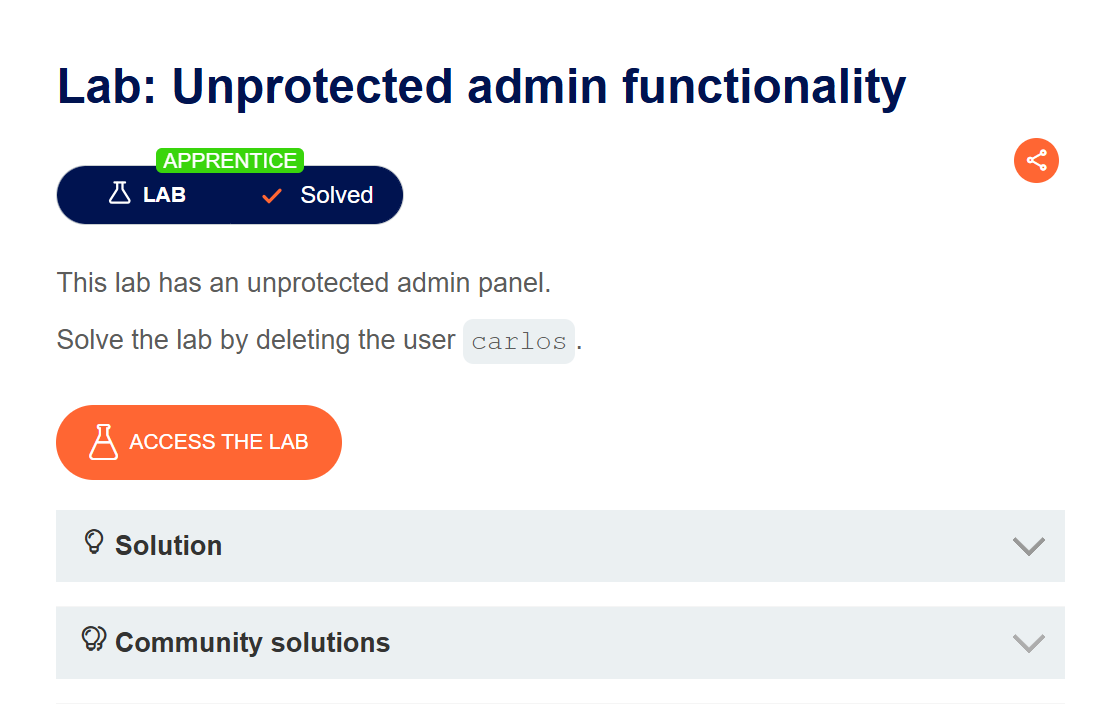 Lab: Unprotected admin functionality
APPRENTICE
LAB Solved
This lab has an unprotected admin panel.
Solve the lab by deleting the user carlos.
ACCESS THE LAB
Solution
Community solutions